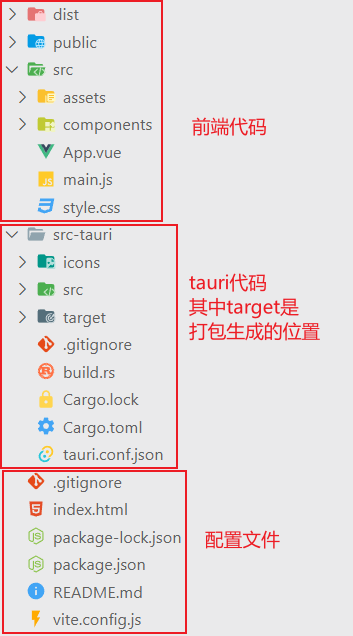 dist
public
src
assets
components
App.vue
main.js
style.css
前端代码
src-tauri
icons
src
target
.gitignore
build.rs
Cargo.lock
Cargo.toml
tauri.conf.json
tauri代码
其中target是
打包生成的位置
.gitignore
index.html
package-lock.json
package.json
README.md
vite.config.js
配置文件